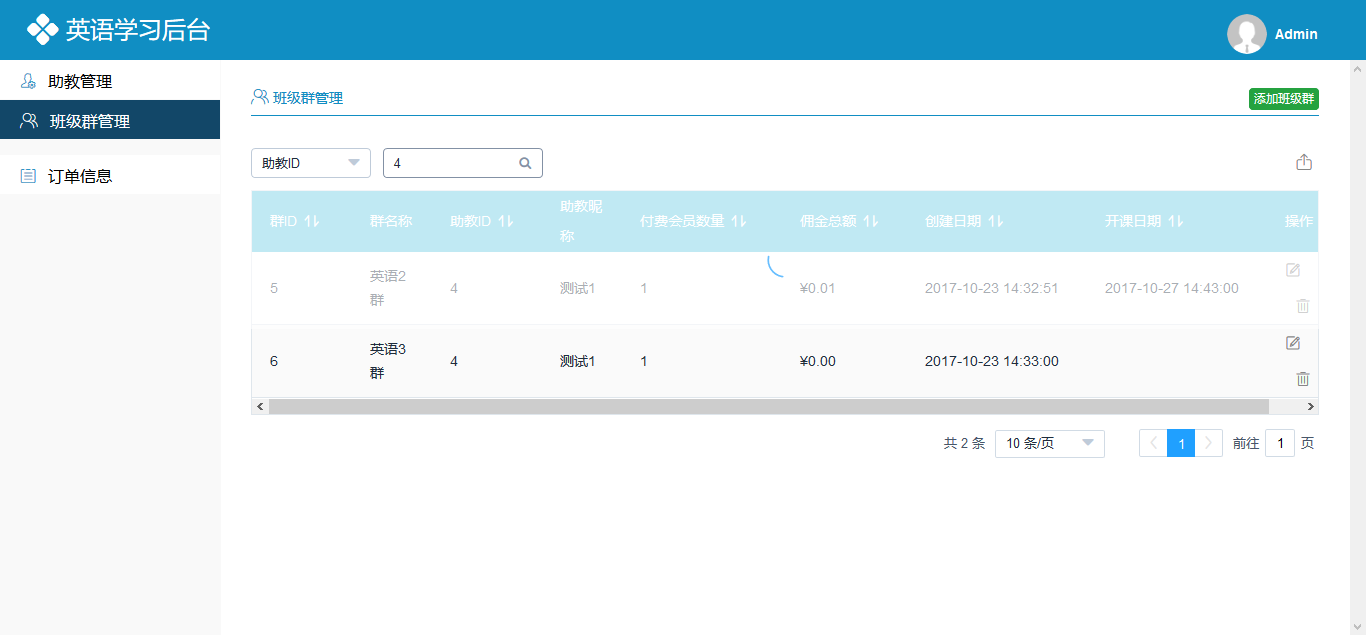 英语学习后台
Admin
助教管理
班级群管理
订单信息
班级群管理
添加班级群
助教ID
4
群ID 群名称 助教ID 助教昵称 付费会员数量 佣金总额 创建日期 开课日期 操作
5 英语2群 4 测试1 1 ¥0.01 2017-10-23 14:32:51 2017-10-27 14:43:00
6 英语3群 4 测试1 1 ¥0.00 2017-10-23 14:33:00
共 2 条 10 条/页 1 前往 1 页